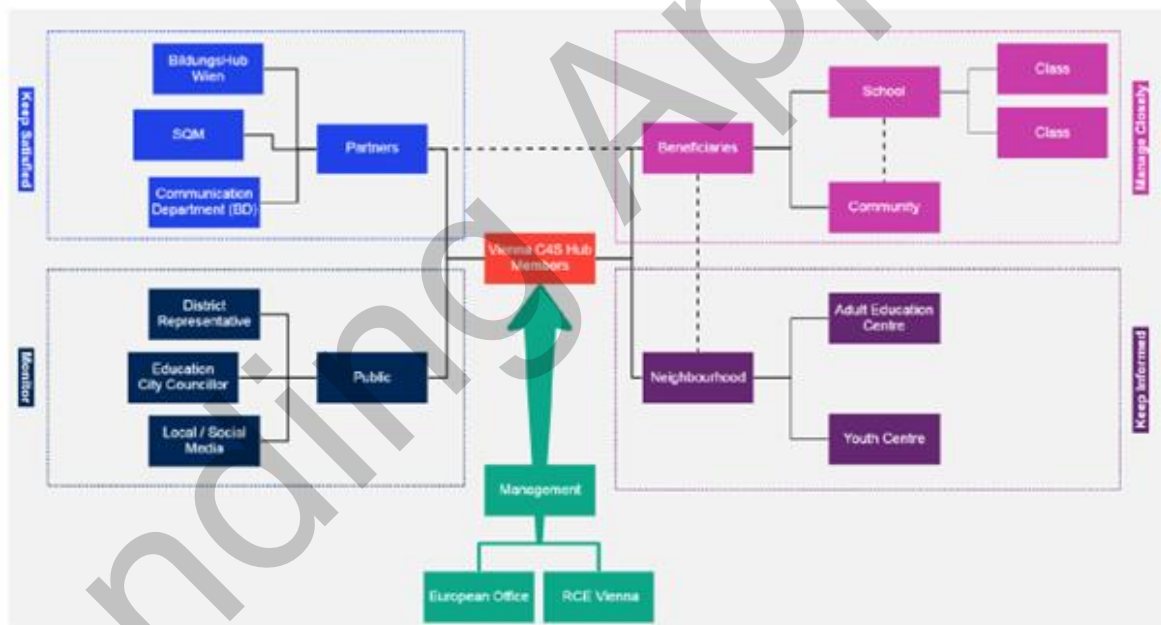 Keep Satisfied
BildungsHub
Wien
SQM
Communication
Department (BD)
Partners
Beneficiaries
School
Community
Class
Class
Manage Closely
Vienna C4S Hub
Members
Monitor
District
Representative
Education
City Councillor
Local / Social
Media
Public
Neighbourhood
Adult Education
Centre
Youth Centre
Keep Informed
Management
European Office
RCE Vienna
nding Ap